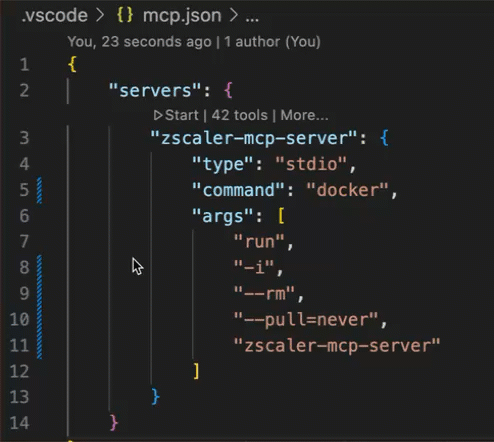 .vscode > {} mcp.json > ...
You, 23 seconds ago | 1 author (You)
1 {
2 "servers": {
▷Start | 42 tools | More...
3 "zscaler-mcp-server": {
4 "type": "stdio",
5 "command": "docker",
6 "args": [
7 "run",
8 "-i",
9 "--rm",
10 "--pull=never",
11 "zscaler-mcp-server"
12 ]
13 }
14 }